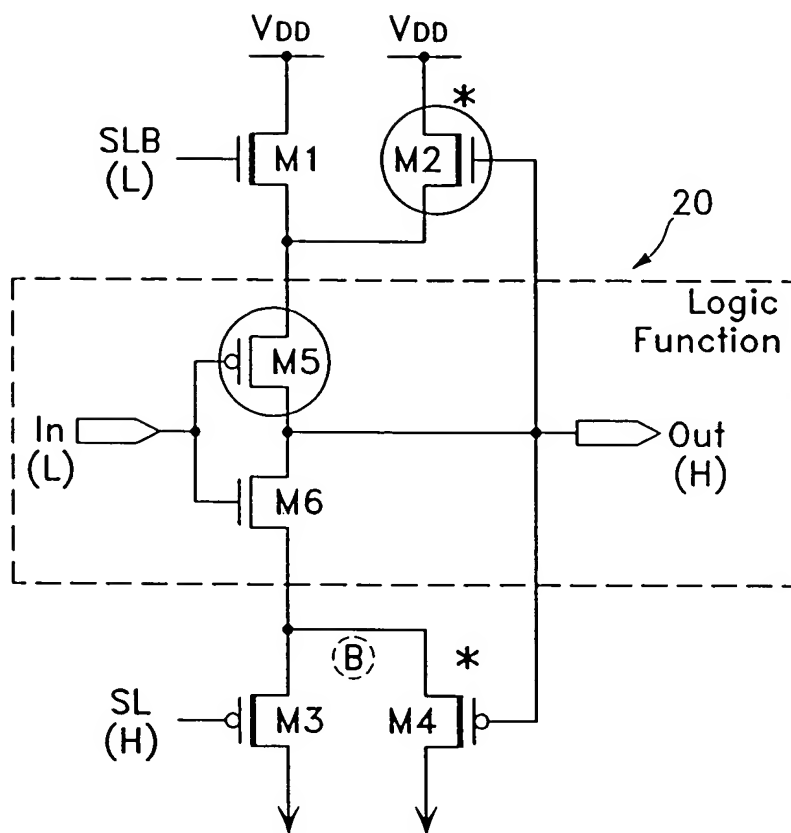 VDD VDD
*
SLB
(L)
M1 M2
20
Logic
Function
M5
In
(L)
Out
(H)
M6
B
*
SL
(H)
M3 M4